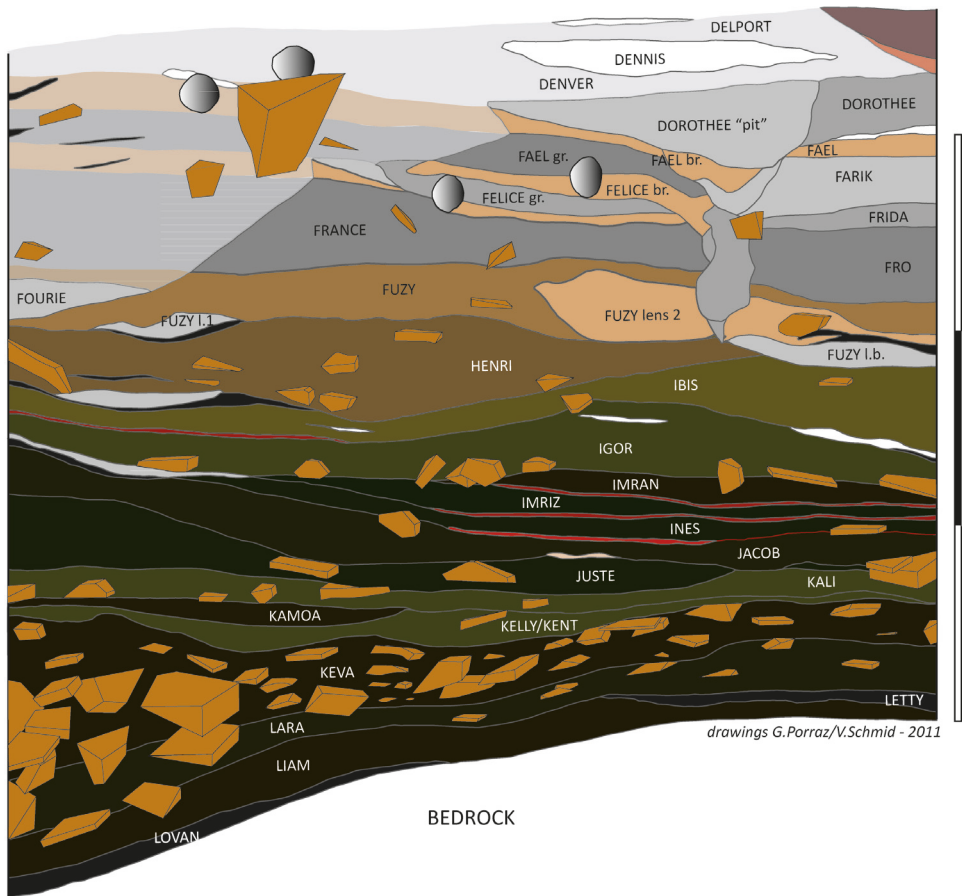 DELPORT
DENNIS
DENVER
DOROTHEE
DOROTHEE "pit"
FAEL gr.
FAEL br.
FAEL
FARIK
FELICE br.
FELICE gr.
FRIDA
FRANCE
FRO
FUZY
FOURIE
FUZY l.1
FUZY lens 2
FUZY l.b.
HENRI
IBIS
IGOR
IMRAN
IMRIZ
INES
JACOB
JUSTE
KALI
KAMOA
KELLY/KENT
KEVA
LETTY
LARA
drawings G.Porraz/V.Schmid - 2011
LIAM
BEDROCK
LOVAN